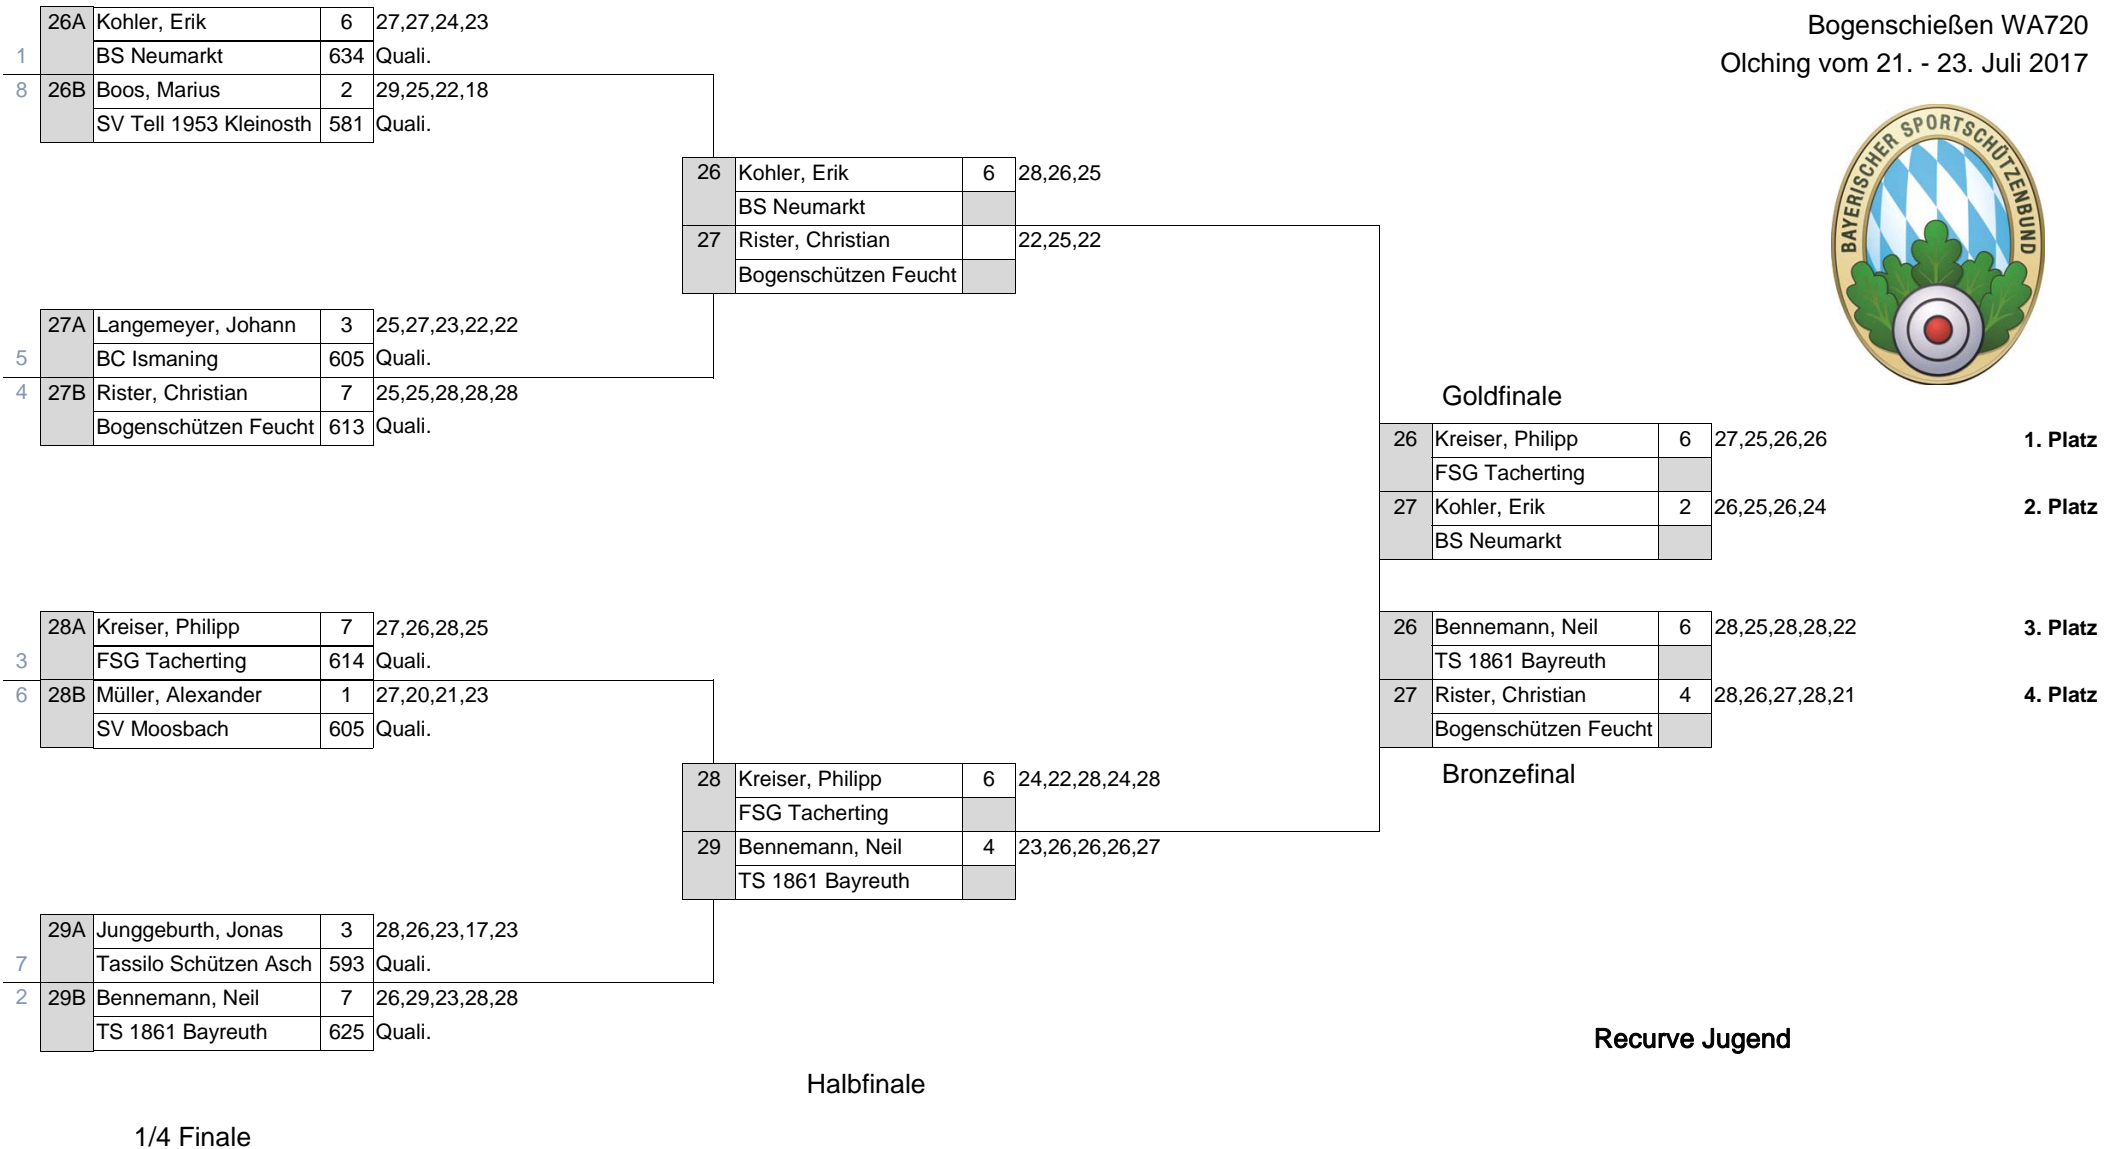 Bogenschießen WA720
Olching vom 21. - 23. Juli 2017
BAYERISCHER SPORTSCHÜTZENBUND
26A Kohler, Erik 6 27,27,24,23
1 BS Neumarkt 634 Quali.
8 26B Boos, Marius 2 29,25,22,18
SV Tell 1953 Kleinosth 581 Quali.
26 Kohler, Erik 6 28,26,25
BS Neumarkt
27 Rister, Christian 22,25,22
Bogenschützen Feucht
27A Langemeyer, Johann 3 25,27,23,22,22
5 BC Ismaning 605 Quali.
4 27B Rister, Christian 7 25,25,28,28,28
Bogenschützen Feucht 613 Quali.
Goldfinale
26 Kreiser, Philipp 6 27,25,26,26 1. Platz
FSG Tacherting
27 Kohler, Erik 2 26,25,26,24 2. Platz
BS Neumarkt
28A Kreiser, Philipp 7 27,26,28,25
3 FSG Tacherting 614 Quali.
6 28B Müller, Alexander 1 27,20,21,23
SV Moosbach 605 Quali.
26 Bennemann, Neil 6 28,25,28,28,22 3. Platz
TS 1861 Bayreuth
27 Rister, Christian 4 28,26,27,28,21 4. Platz
Bogenschützen Feucht
Bronzefinal
28 Kreiser, Philipp 6 24,22,28,24,28
FSG Tacherting
29 Bennemann, Neil 4 23,26,26,26,27
TS 1861 Bayreuth
29A Junggeburth, Jonas 3 28,26,23,17,23
7 Tassilo Schützen Asch 593 Quali.
2 29B Bennemann, Neil 7 26,29,23,28,28
TS 1861 Bayreuth 625 Quali.
Recurve Jugend
Halbfinale
1/4 Finale